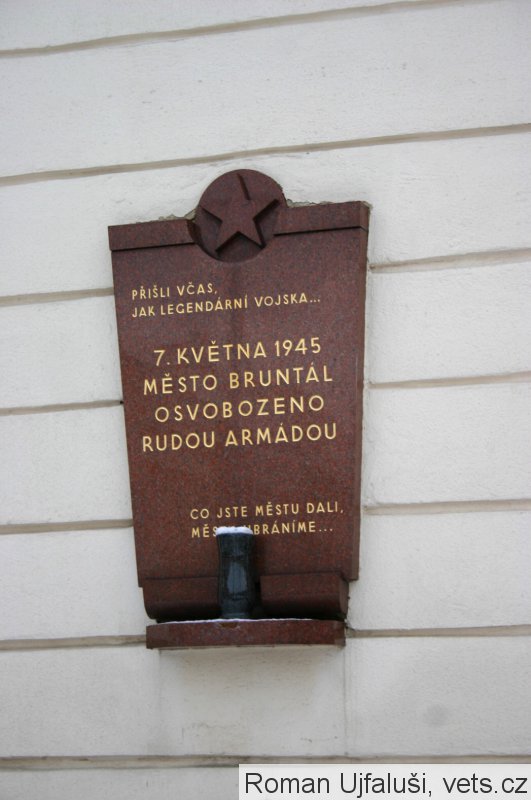 PŘIŠLI VČAS,
JAK LEGENDÁRNÍ VOJSKA...
7. KVĚTNA 1945
MĚSTO BRUNTÁL
OSVOBOZENO
RUDOU ARMÁDOU
CO JSTE MĚSTU DALI,
Roman Ujfaluši, vets.cz